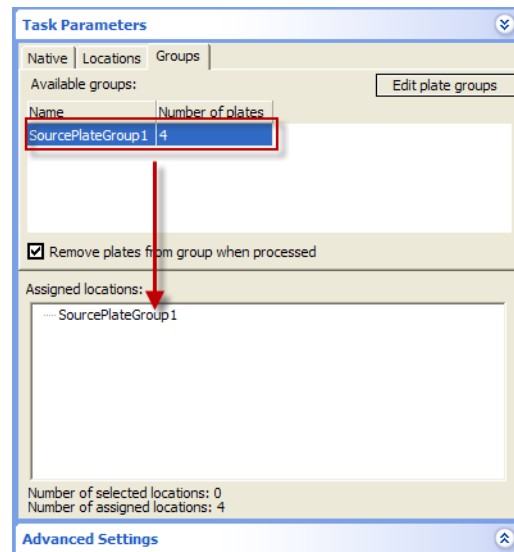 Task Parameters
Native Locations Groups
Available groups: Edit plate groups
Name Number of plates
SourcePlateGroup1 4
Remove plates from group when processed
Assigned locations:
SourcePlateGroup1
Number of selected locations: 0
Number of assigned locations: 4
Advanced Settings